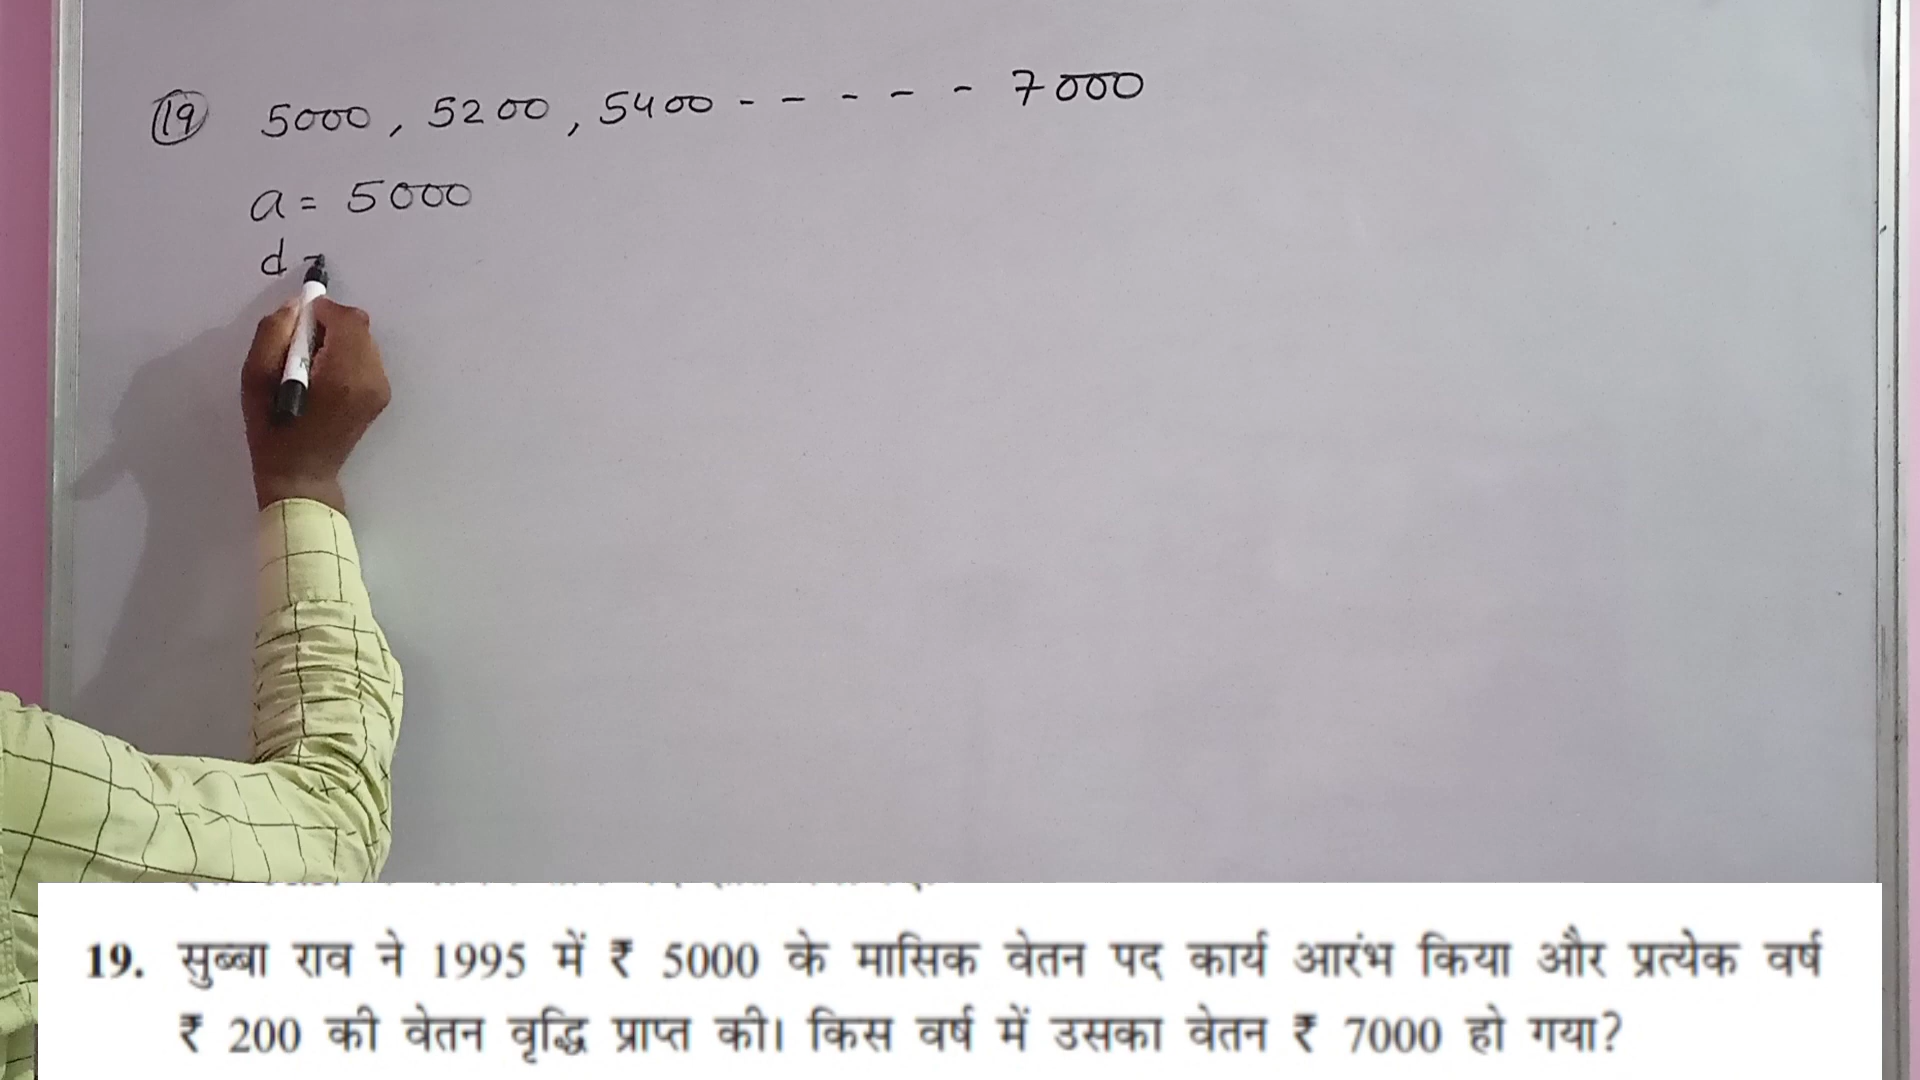 19 5000, 5200, 5400 - - - - - 7000
a = 5000
d =
19. सुब्बा राव ने 1995 में ₹ 5000 के मासिक वेतन पद कार्य आरंभ किया और प्रत्येक वर्ष
₹ 200 की वेतन वृद्धि प्राप्त की। किस वर्ष में उसका वेतन ₹ 7000 हो गया?